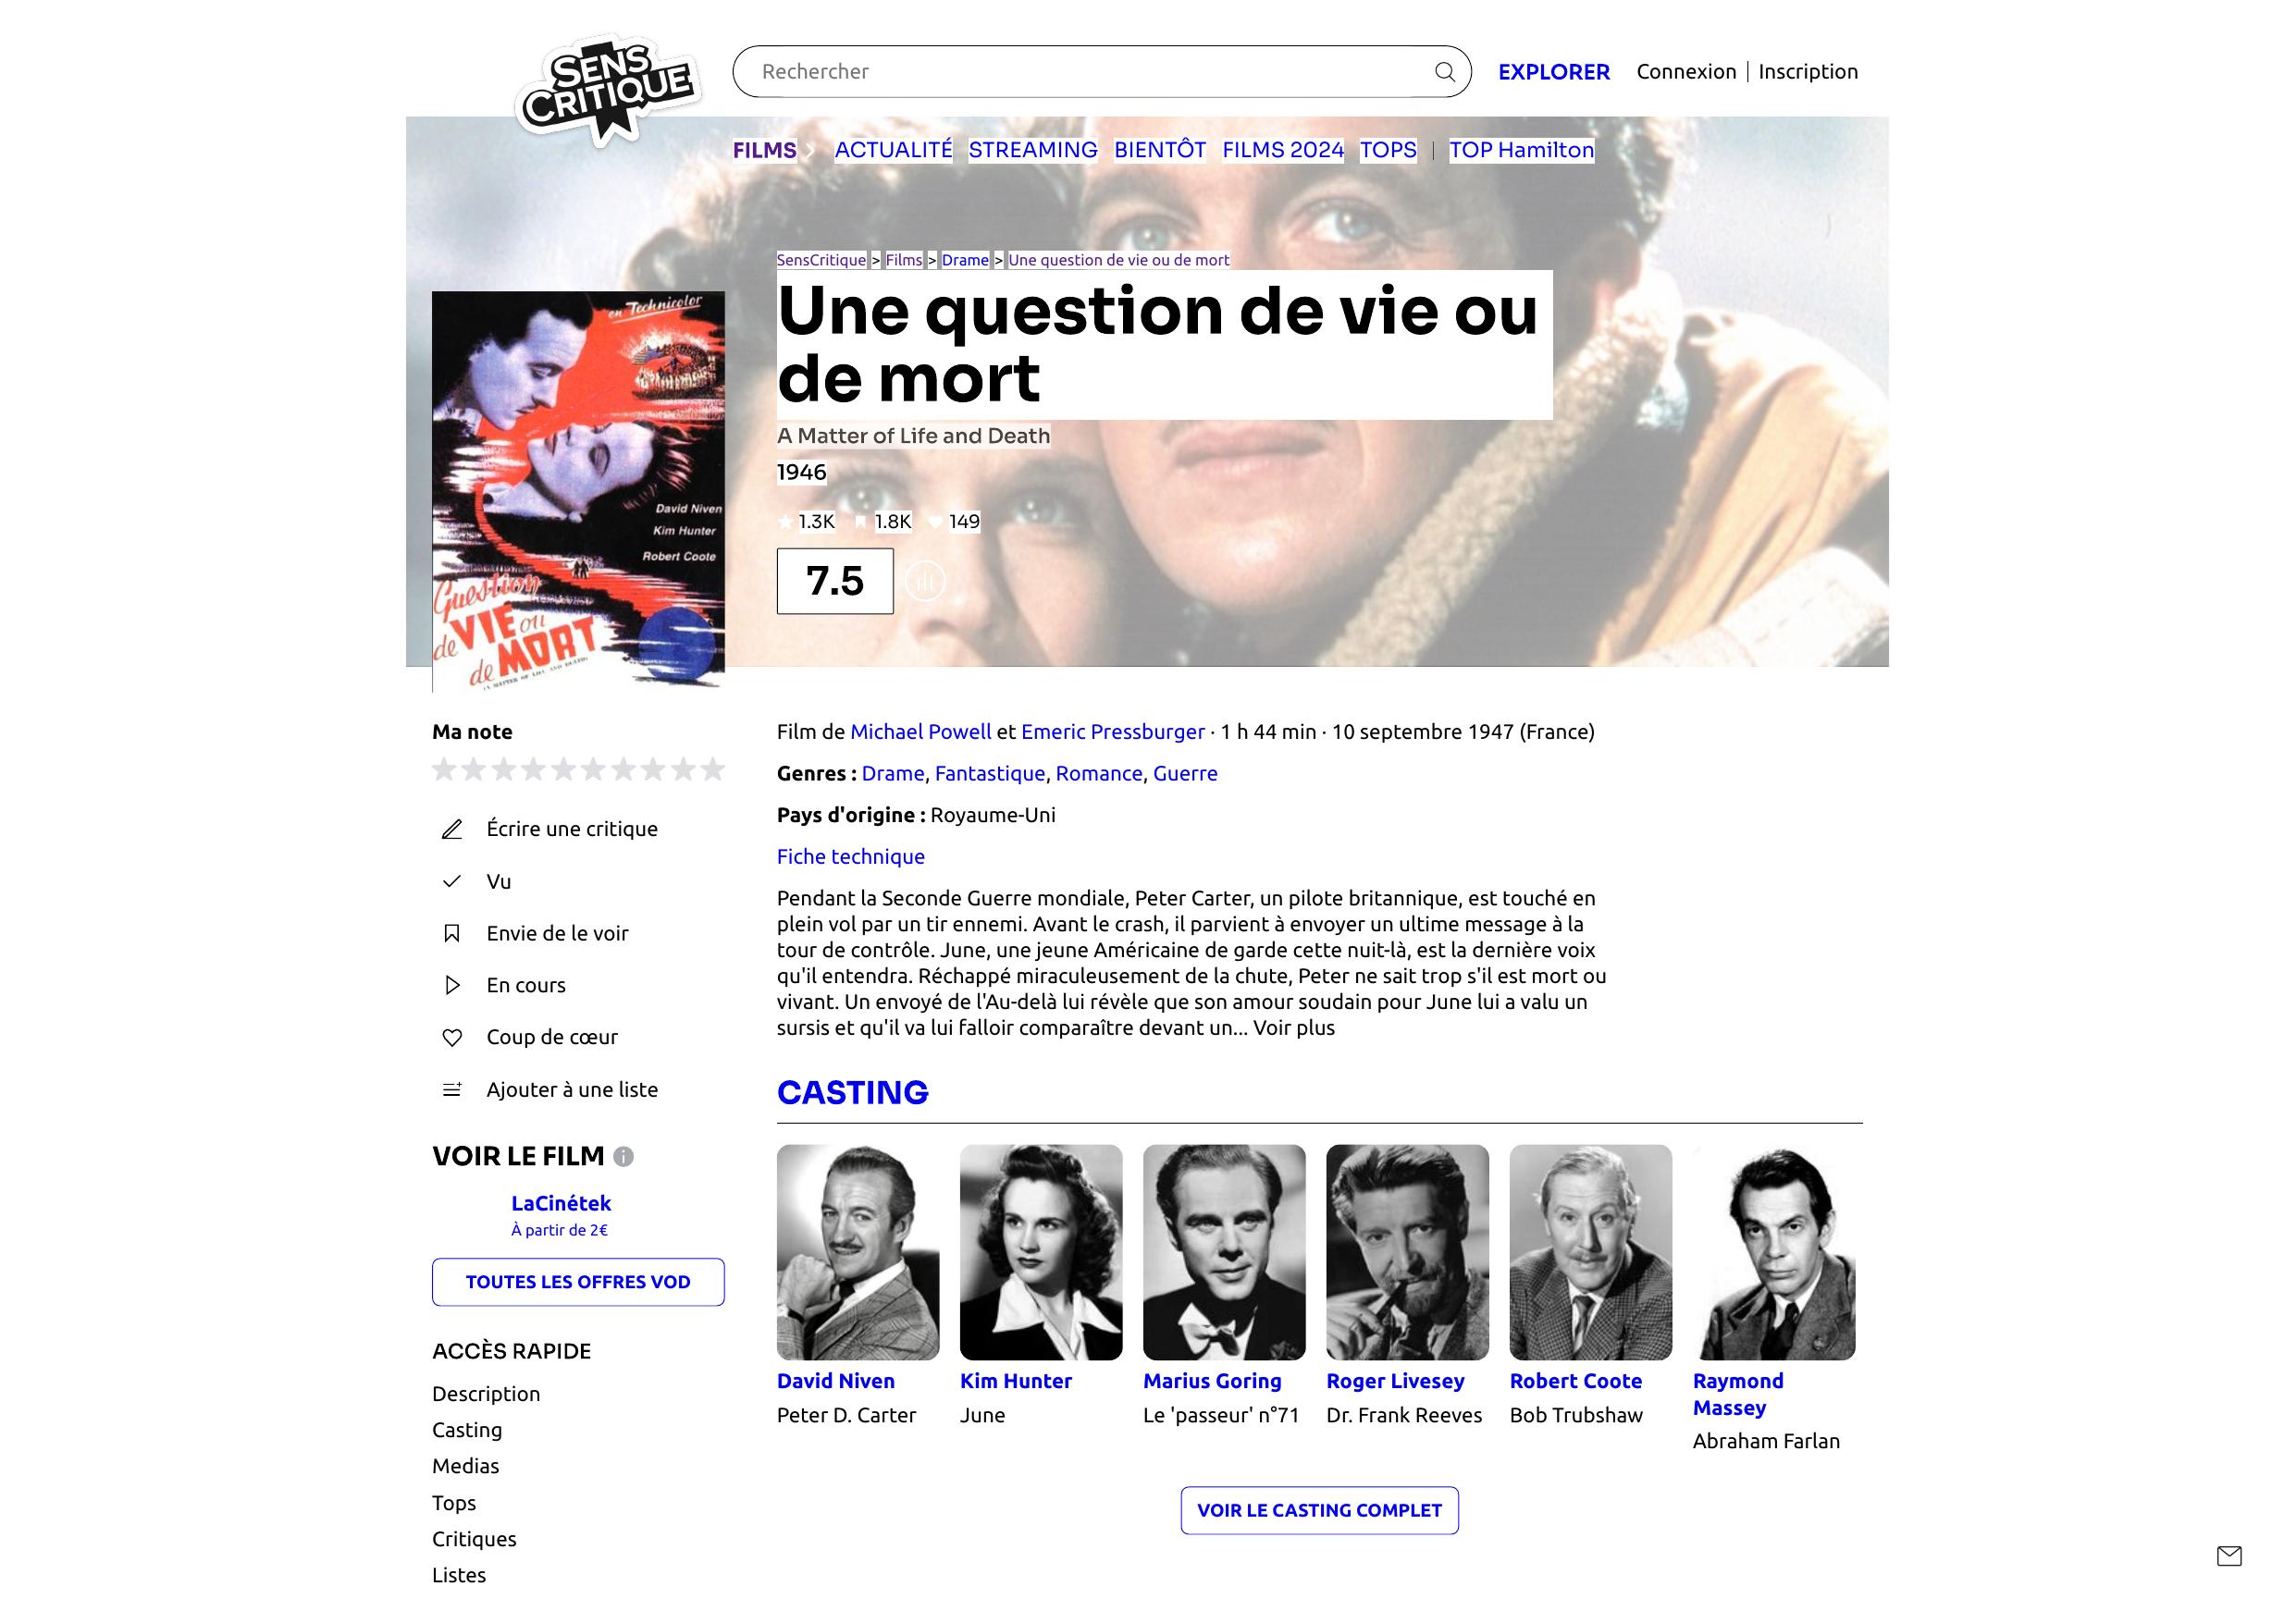 SENS
CRITIQUE
Rechercher
EXPLORER
Connexion | Inscription
FILMS
ACTUALITÉ
STREAMING
BIENTÔT
FILMS 2024
TOPS
|
TOP Hamilton
SensCritique > Films > Drame > Une question de vie ou de mort
Une question de vie ou
de mort
A Matter of Life and Death
1946
1.3K
1.8K
149
7.5
en Technicolor
David Niven
Kim Hunter
Robert Coote
Question
de VIE ou
de MORT
A MATTER OF LIFE AND DEATH
Ma note
Écrire une critique
Vu
Envie de le voir
En cours
Coup de cœur
Ajouter à une liste
VOIR LE FILM
LaCinétek
À partir de 2€
TOUTES LES OFFRES VOD
ACCÈS RAPIDE
Description
Casting
Medias
Tops
Critiques
Listes
Film de Michael Powell et Emeric Pressburger · 1 h 44 min · 10 septembre 1947 (France)
Genres : Drame, Fantastique, Romance, Guerre
Pays d'origine : Royaume-Uni
Fiche technique
Pendant la Seconde Guerre mondiale, Peter Carter, un pilote britannique, est touché en
plein vol par un tir ennemi. Avant le crash, il parvient à envoyer un ultime message à la
tour de contrôle. June, une jeune Américaine de garde cette nuit-là, est la dernière voix
qu'il entendra. Réchappé miraculeusement de la chute, Peter ne sait trop s'il est mort ou
vivant. Un envoyé de l'Au-delà lui révèle que son amour soudain pour June lui a valu un
sursis et qu'il va lui falloir comparaître devant un... Voir plus
CASTING
David Niven
Peter D. Carter
Kim Hunter
June
Marius Goring
Le 'passeur' n°71
Roger Livesey
Dr. Frank Reeves
Robert Coote
Bob Trubshaw
Raymond
Massey
Abraham Farlan
VOIR LE CASTING COMPLET